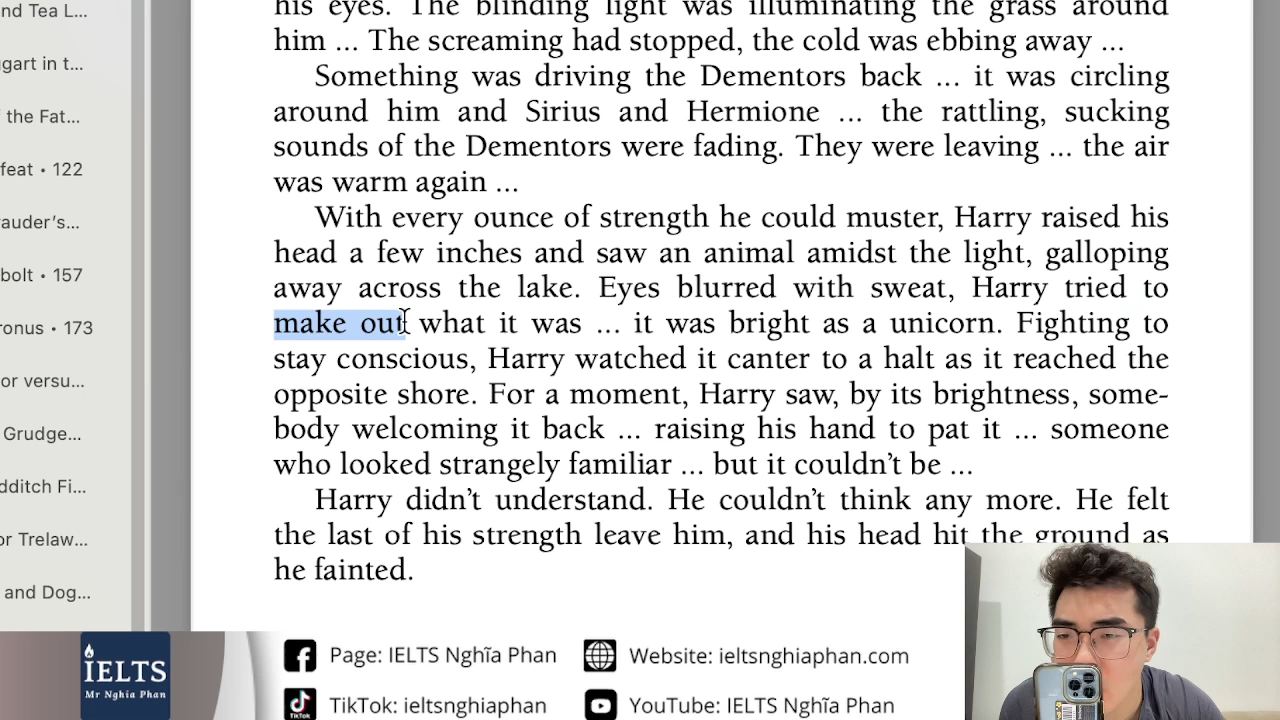 nd Tea L...
his eyes. The blinding light was illuminating the grass around
him ... The screaming had stopped, the cold was ebbing away ...
gart in t...
Something was driving the Dementors back ... it was circling
the Fat...
around him and Sirius and Hermione ... the rattling, sucking
sounds of the Dementors were fading. They were leaving ... the air
feat • 122
was warm again ...
auder’s...
With every ounce of strength he could muster, Harry raised his
head a few inches and saw an animal amidst the light, galloping
bolt • 157
away across the lake. Eyes blurred with sweat, Harry tried to
ronus • 173
make out what it was ... it was bright as a unicorn. Fighting to
stay conscious, Harry watched it canter to a halt as it reached the
or versu...
opposite shore. For a moment, Harry saw, by its brightness, some-
Grudge...
body welcoming it back ... raising his hand to pat it ... someone
who looked strangely familiar ... but it couldn’t be ...
dditch Fi...
Harry didn’t understand. He couldn’t think any more. He felt
or Trelaw...
the last of his strength leave him, and his head hit the ground as
he fainted.
and Dog...
IELTS
Mr Nghia Phan
Page: IELTS Nghĩa Phan
Website: ieltsnghiaphan.com
TikTok
TikTok: ieltsnghiaphan
YouTube: IELTS Nghĩa Phan